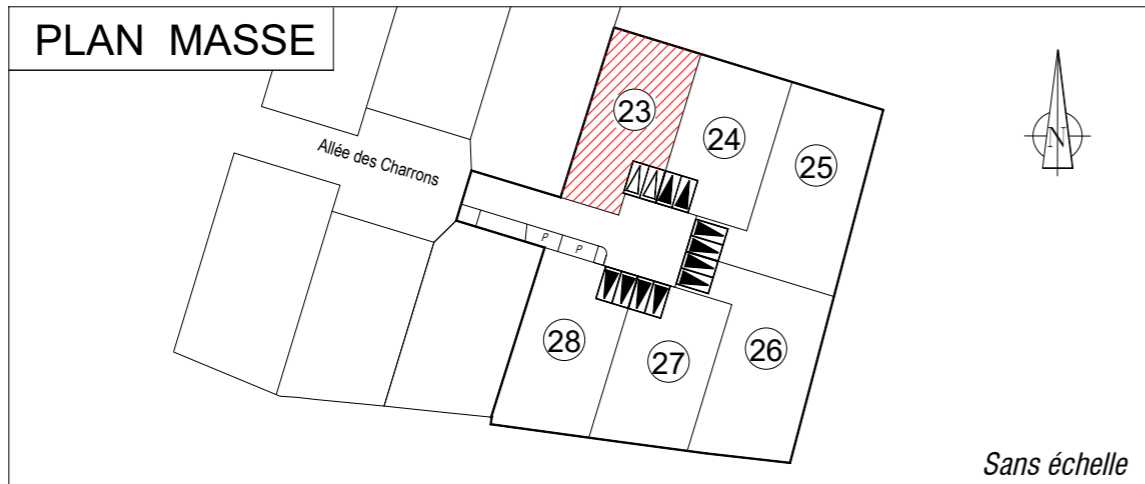 PLAN MASSE
23
24
25
N
Allée des Charrons
P P
28
27
26
Sans échelle